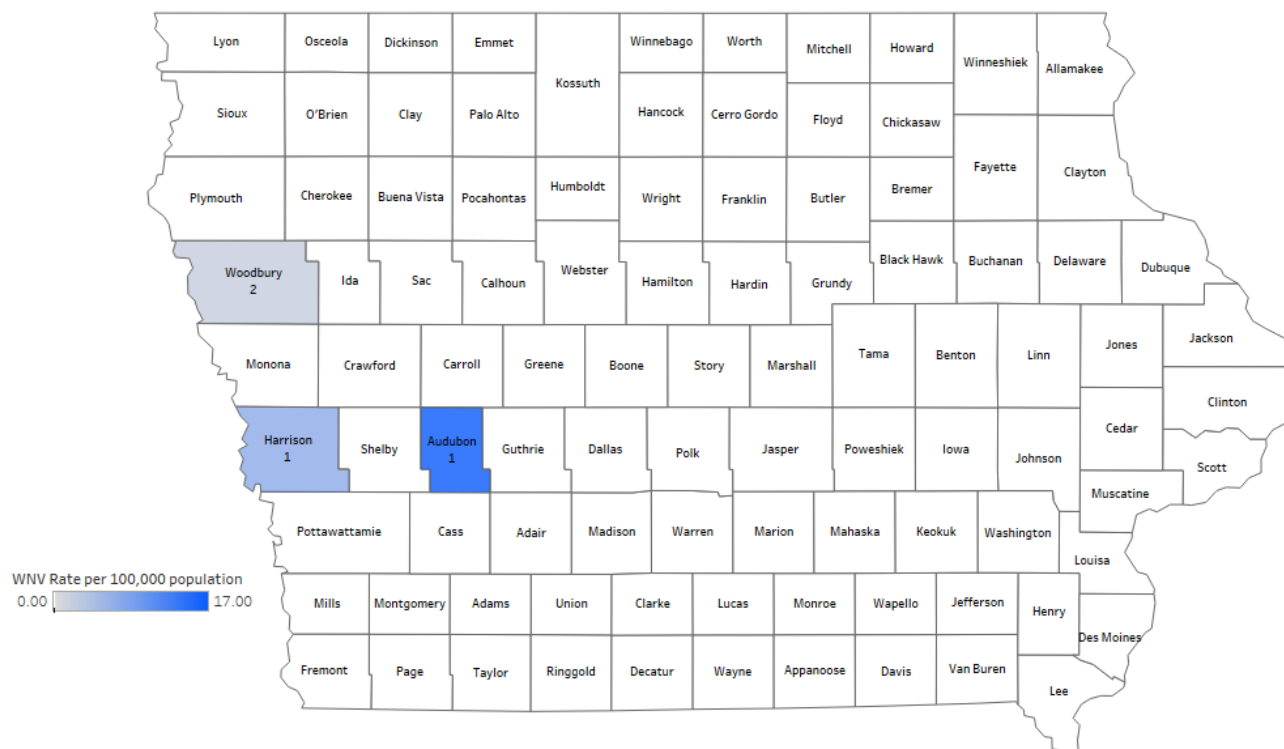 Lyon
Osceola
Dickinson
Emmet
Kossuth
Winnebago
Worth
Mitchell
Howard
Winneshiek
Allamakee
Sioux
O'Brien
Clay
Palo Alto
Hancock
Cerro Gordo
Floyd
Chickasaw
Fayette
Clayton
Plymouth
Cherokee
Buena Vista
Pocahontas
Humboldt
Wright
Franklin
Butler
Bremer
Woodbury
2
Ida
Sac
Calhoun
Webster
Hamilton
Hardin
Grundy
Black Hawk
Buchanan
Delaware
Dubuque
Monona
Crawford
Carroll
Greene
Boone
Story
Marshall
Tama
Benton
Linn
Jones
Jackson
Clinton
Harrison
1
Shelby
Audubon
1
Guthrie
Dallas
Polk
Jasper
Poweshiek
Iowa
Johnson
Cedar
Scott
Muscatine
Pottawattamie
Cass
Adair
Madison
Warren
Marion
Mahaska
Keokuk
Washington
Louisa
WNV Rate per 100,000 population
0.00
17.00
Mills
Montgomery
Adams
Union
Clarke
Lucas
Monroe
Wapello
Jefferson
Henry
Des Moines
Fremont
Page
Taylor
Ringgold
Decatur
Wayne
Appanoose
Davis
Van Buren
Lee